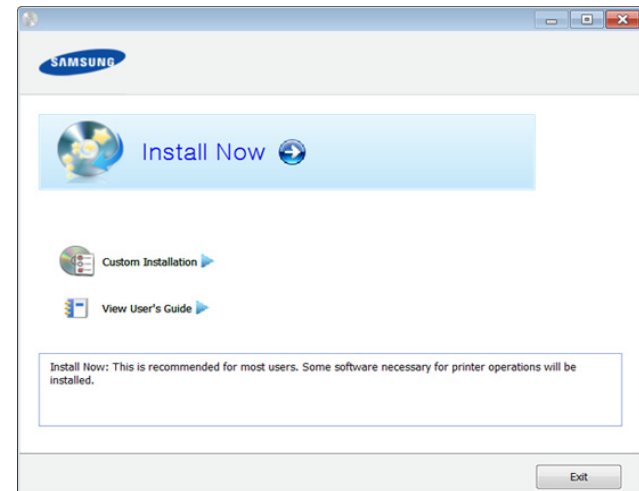 SAMSUNG
Install Now
Custom Installation
View User's Guide
Install Now: This is recommended for most users. Some software necessary for printer operations will be
installed.
Exit